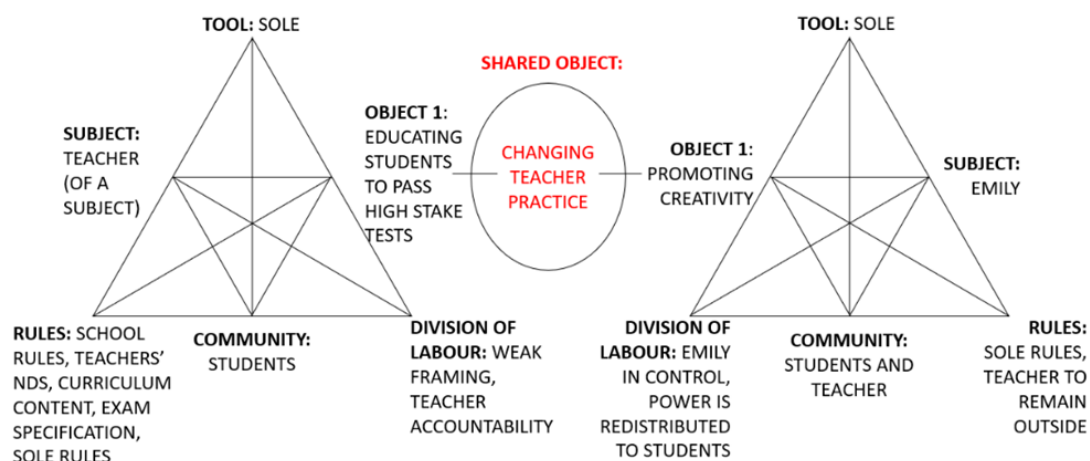 TOOL: SOLE
SUBJECT:
TEACHER
(OF A
SUBJECT)
OBJECT 1:
EDUCATING
STUDENTS
TO PASS
HIGH STAKE
TESTS
RULES: SCHOOL
RULES, TEACHERS’
NDS, CURRICULUM
CONTENT, EXAM
SPECIFICATION,
SOLE RULES
COMMUNITY:
STUDENTS
DIVISION OF
LABOUR: WEAK
FRAMING,
TEACHER
ACCOUNTABILITY
SHARED OBJECT:
CHANGING
TEACHER
PRACTICE
TOOL: SOLE
OBJECT 1:
PROMOTING
CREATIVITY
SUBJECT:
EMILY
DIVISION OF
LABOUR: EMILY
IN CONTROL,
POWER IS
REDISTRIBUTED
TO STUDENTS
COMMUNITY:
STUDENTS AND
TEACHER
RULES:
SOLE RULES,
TEACHER TO
REMAIN
OUTSIDE